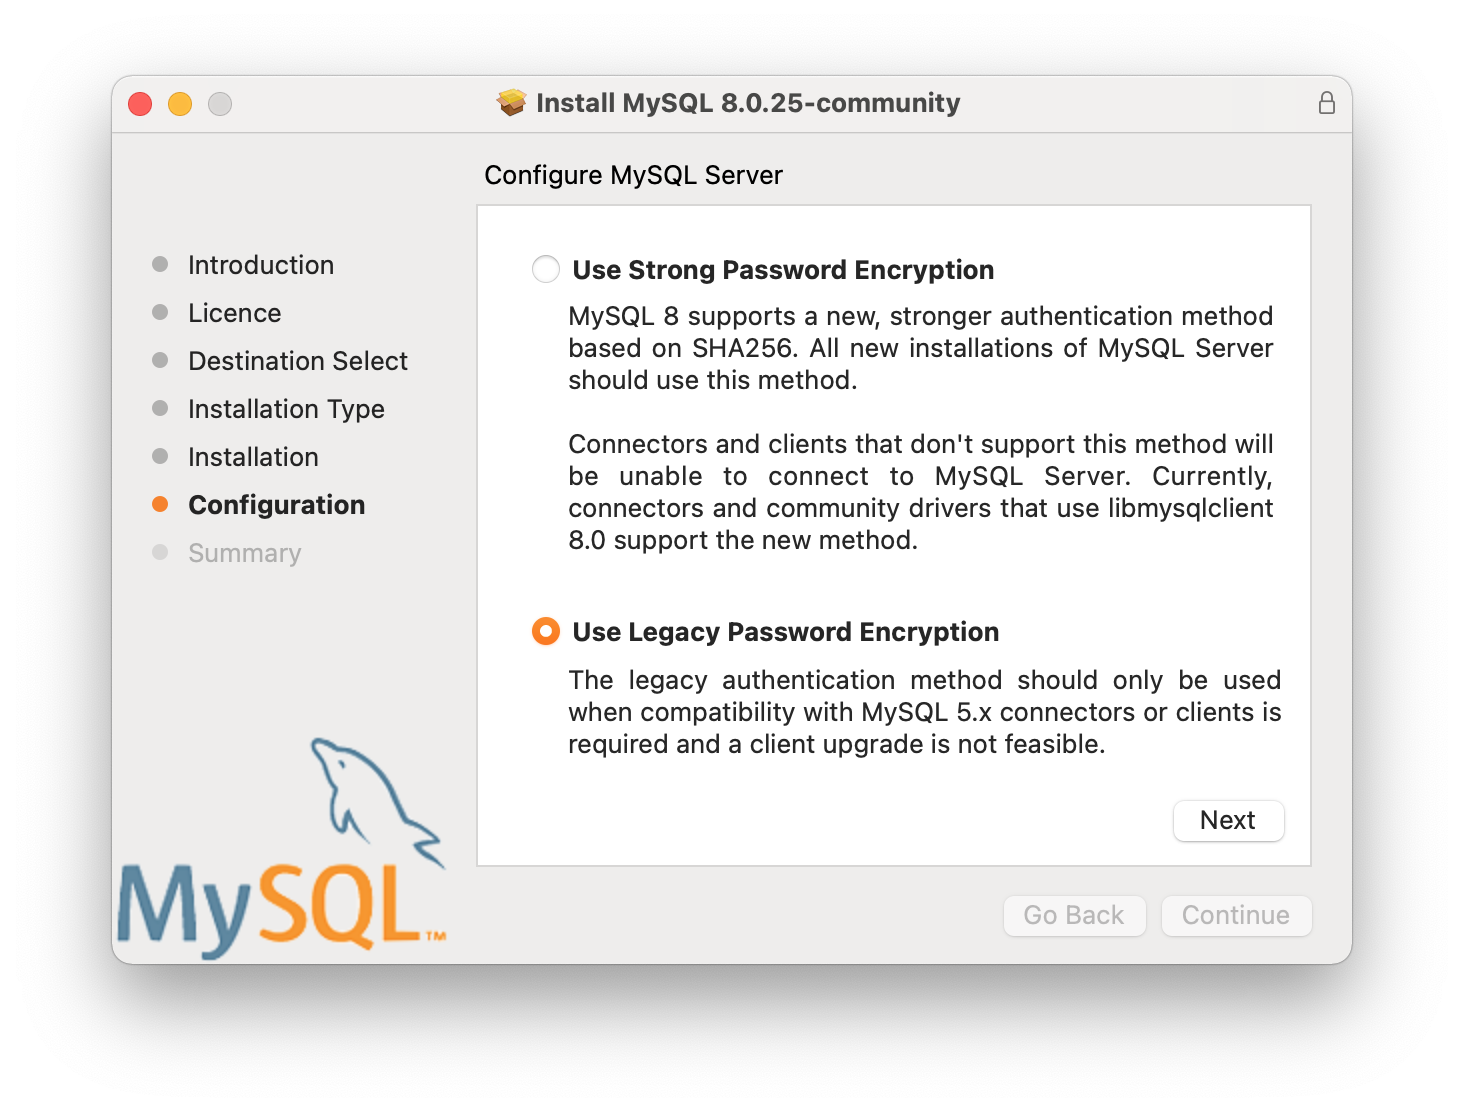 Install MySQL 8.0.25-community
Configure MySQL Server
Introduction
Licence
Destination Select
Installation Type
Installation
Configuration
Summary
Use Strong Password Encryption
MySQL 8 supports a new, stronger authentication method
based on SHA256. All new installations of MySQL Server
should use this method.
Connectors and clients that don't support this method will
be unable to connect to MySQL Server. Currently,
connectors and community drivers that use libmysqlclient
8.0 support the new method.
Use Legacy Password Encryption
The legacy authentication method should only be used
when compatibility with MySQL 5.x connectors or clients is
required and a client upgrade is not feasible.
Next
MySQL™
Go Back
Continue